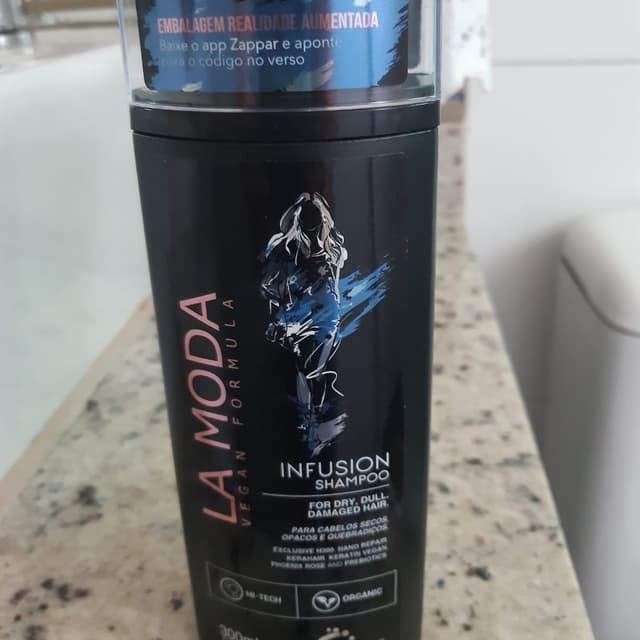 EMBALAGEM REALIDADE AUMENTADA
Baixe o app Zappar e aponte
para o código no verso
LA MODA
VEGAN FORMULA
INFUSION
SHAMPOO
FOR DRY, DULL,
DAMAGED HAIR.
PARA CABELOS SECOS,
OPACOS E QUEBRADIÇOS.
EXCLUSIVE H300, NANO REPAIR
KERAHAIR, KERATIN VEGAN,
PHOENIX ROSE AND PREBIOTICS
HI-TECH
ORGANIC
300ml